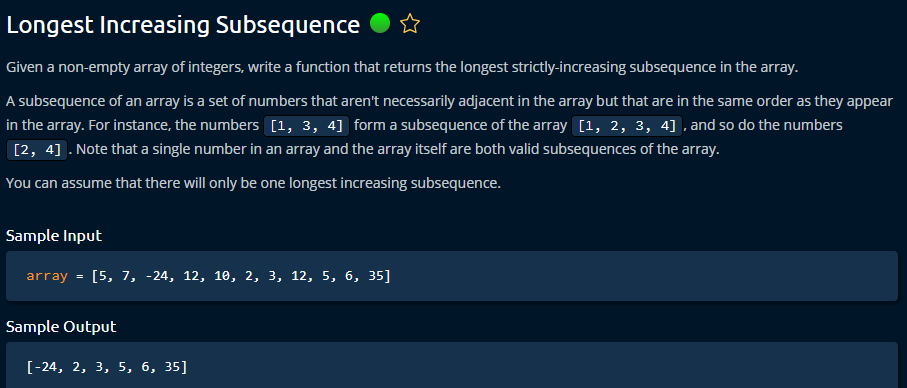 Longest Increasing Subsequence
Given a non-empty array of integers, write a function that returns the longest strictly-increasing subsequence in the array.
A subsequence of an array is a set of numbers that aren't necessarily adjacent in the array but that are in the same order as they appear
in the array. For instance, the numbers [1, 3, 4] form a subsequence of the array [1, 2, 3, 4], and so do the numbers
[2, 4]. Note that a single number in an array and the array itself are both valid subsequences of the array.
You can assume that there will only be one longest increasing subsequence.
Sample Input
array = [5, 7, -24, 12, 10, 2, 3, 12, 5, 6, 35]
Sample Output
[-24, 2, 3, 5, 6, 35]